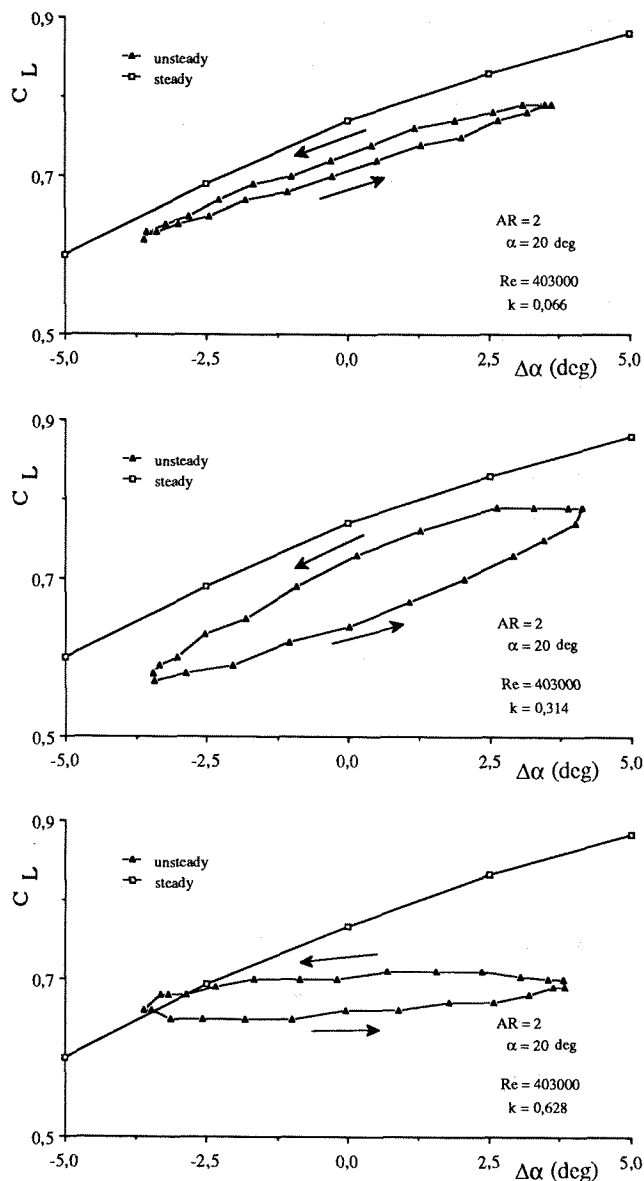 0,9
C L
unsteady
steady
0,7
AR = 2
α = 20 deg
Re = 403000
k = 0,066
0,5
-5,0 -2,5 0,0 2,5 5,0
Δα (deg)
0,9
C L
unsteady
steady
0,7
AR = 2
α = 20 deg
Re = 403000
k = 0,314
0,5
-5,0 -2,5 0,0 2,5 5,0
Δα (deg)
0,9
C L
unsteady
steady
0,7
AR = 2
α = 20 deg
Re = 403000
k = 0,628
0,5
-5,0 -2,5 0,0 2,5 5,0
Δα (deg)